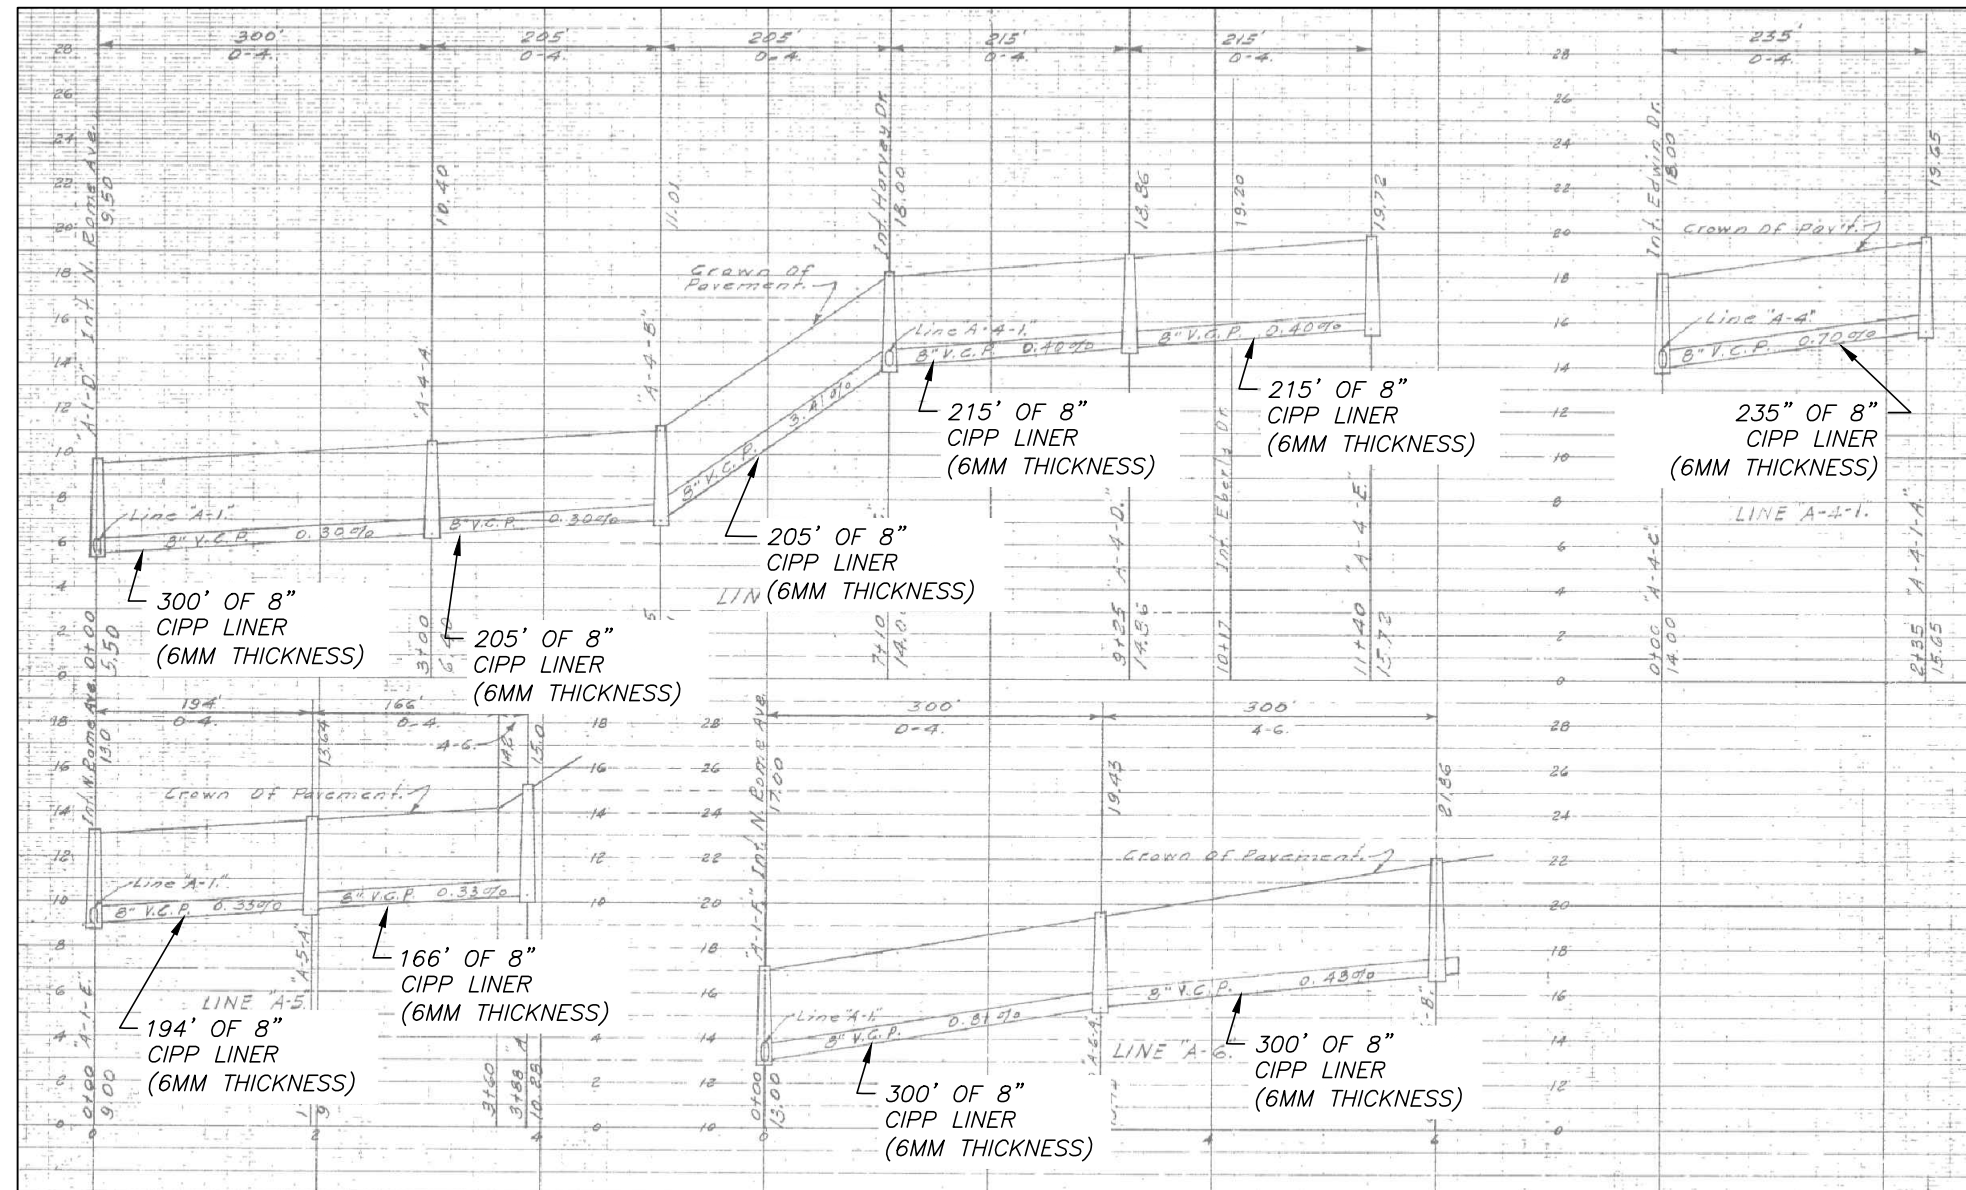 300'
0-4.
205'
0-4.
205'
0-4.
215'
0-4.
215'
0-4.
235'
0-4.
"A-1-D" Int. N. Rome Ave.
9.50
10.40
11.01
Int. Harvey Dr.
18.00
18.86
19.20
19.72
Int. Edwin Dr.
18.00
19.65
Crown of
Pavement.
Crown Of Pav't.
"A-4-A"
"A-4-B"
Line "A-4-1."
Line "A-4"
8" V.C.P. 0.40%
8" V.C.P. 0.40%
8" V.C.P. 0.70%
3.41%
8" V.C.P.
215' OF 8"
CIPP LINER
(6MM THICKNESS)
215' OF 8"
CIPP LINER
(6MM THICKNESS)
235" OF 8"
CIPP LINER
(6MM THICKNESS)
Line "A-1."
8" V.C.P. 0.30%
8" V.C.P. 0.30%
205' OF 8"
CIPP LINER
(6MM THICKNESS)
LINE "A-4-1.
300' OF 8"
CIPP LINER
(6MM THICKNESS)
205' OF 8"
CIPP LINER
(6MM THICKNESS)
LIN
0+00
5.50
3+00
6.40
7+10
14.0
9+25 "A-4-D."
14.86
10+17 Int. Eberly Dr.
11+40 "A-4-E."
15.72
0+00 "A-4-C"
14.00
2+35 "A-4-1-A."
15.65
194'
0-4.
166'
0-4.
4-6.
300'
0-4.
300'
4-6.
Int. N. Rome Ave.
13.0
13.64
15.0
"A-1-F" Int. N. Rome Ave.
17.00
19.43
21.86
Crown Of Pavement.
Crown Of Pavement.
Line "A-1."
8" V.C.P. 0.33%
8" V.C.P. 0.33%
166' OF 8"
CIPP LINER
(6MM THICKNESS)
"A-5-A"
LINE "A-5
194' OF 8"
CIPP LINER
(6MM THICKNESS)
Line "A-1."
8" V.C.P. 0.81%
8" V.C.P. 0.43%
LINE "A-6.
300' OF 8"
CIPP LINER
(6MM THICKNESS)
300' OF 8"
CIPP LINER
(6MM THICKNESS)
0+00 "A-1-E"
9.00
3+60
3+88 A
10.28
0+00
13.00
"A-6-A
-B."